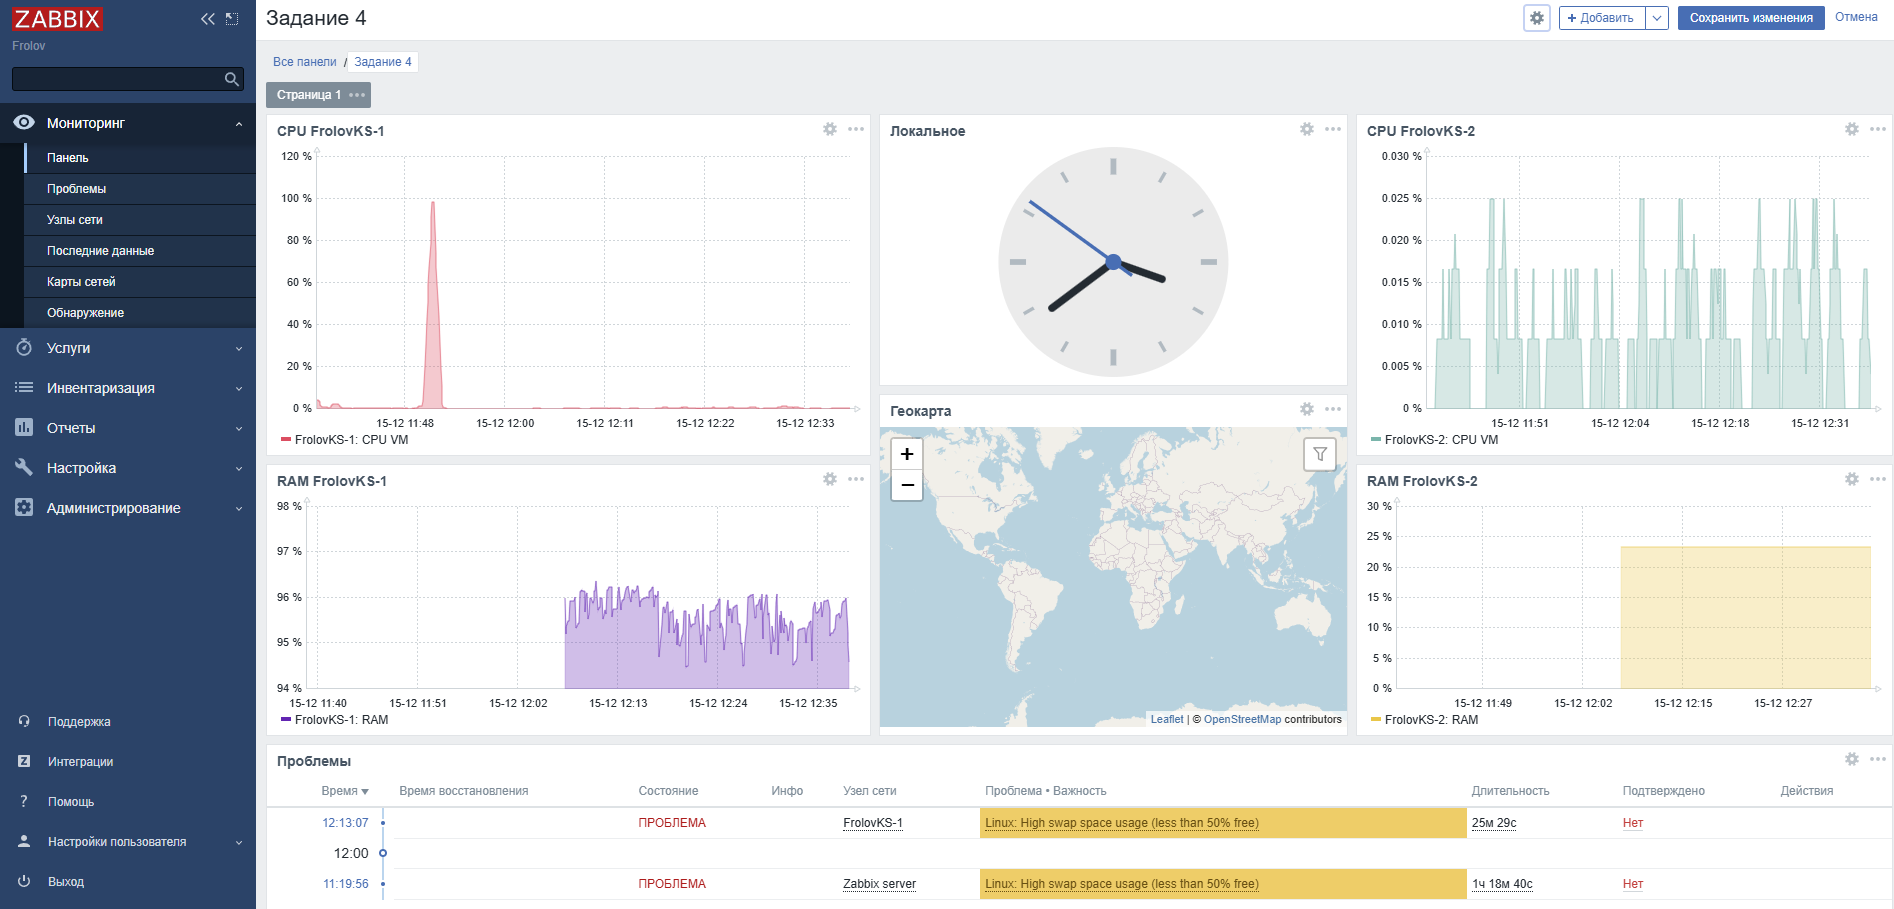 ZABBIX
Frolov
Мониторинг
Панель
Проблемы
Узлы сети
Последние данные
Карты сетей
Обнаружение
Услуги
Инвентаризация
Отчеты
Настройка
Администрирование
Поддержка
Z Интеграции
? Помощь
Настройки пользователя
Выход
Задание 4
+ Добавить
Сохранить изменения
Отмена
Все панели / Задание 4
Страница 1
CPU FrolovKS-1
120 %
100 %
80 %
60 %
40 %
20 %
0 %
15-12 11:48 15-12 12:00 15-12 12:11 15-12 12:22 15-12 12:33
FrolovKS-1: CPU VM
Локальное
CPU FrolovKS-2
0.030 %
0.025 %
0.020 %
0.015 %
0.010 %
0.005 %
0 %
15-12 11:51 15-12 12:04 15-12 12:18 15-12 12:31
FrolovKS-2: CPU VM
RAM FrolovKS-1
98 %
97 %
96 %
95 %
94 %
15-12 11:40 15-12 11:51 15-12 12:02 15-12 12:13 15-12 12:24 15-12 12:35
FrolovKS-1: RAM
Геокарта
+
−
Leaflet | © OpenStreetMap contributors
RAM FrolovKS-2
30 %
25 %
20 %
15 %
10 %
5 %
0 %
15-12 11:49 15-12 12:02 15-12 12:15 15-12 12:27
FrolovKS-2: RAM
Проблемы
Время ▼ Время восстановления Состояние Инфо Узел сети Проблема • Важность Длительность Подтверждено Действия
12:13:07 ПРОБЛЕМА FrolovKS-1 Linux: High swap space usage (less than 50% free) 25м 29с Нет
12:00
11:19:56 ПРОБЛЕМА Zabbix server Linux: High swap space usage (less than 50% free) 1ч 18м 40с Нет